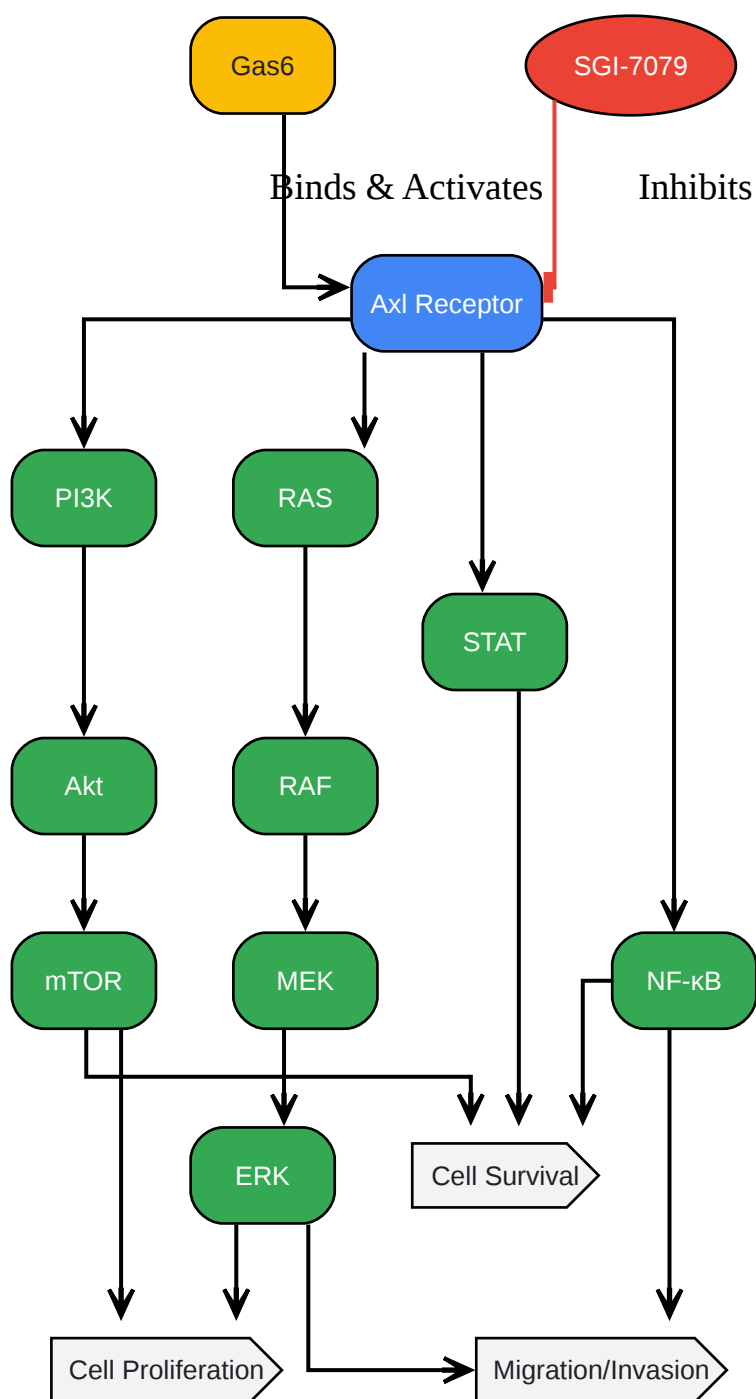 Gas6
SGI-7079
Binds & Activates
Inhibits
Axl Receptor
PI3K
RAS
STAT
Akt
RAF
mTOR
MEK
NF-κB
ERK
Cell Survival
Cell Proliferation
Migration/Invasion